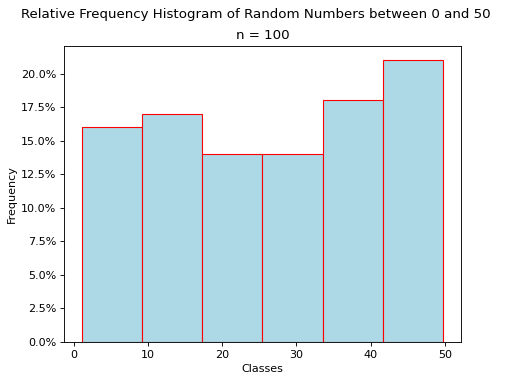 Relative Frequency Histogram of Random Numbers between 0 and 50
n = 100
20.0%
17.5%
15.0%
12.5%
10.0%
7.5%
5.0%
2.5%
0.0%
Frequency
0 10 20 30 40 50
Classes